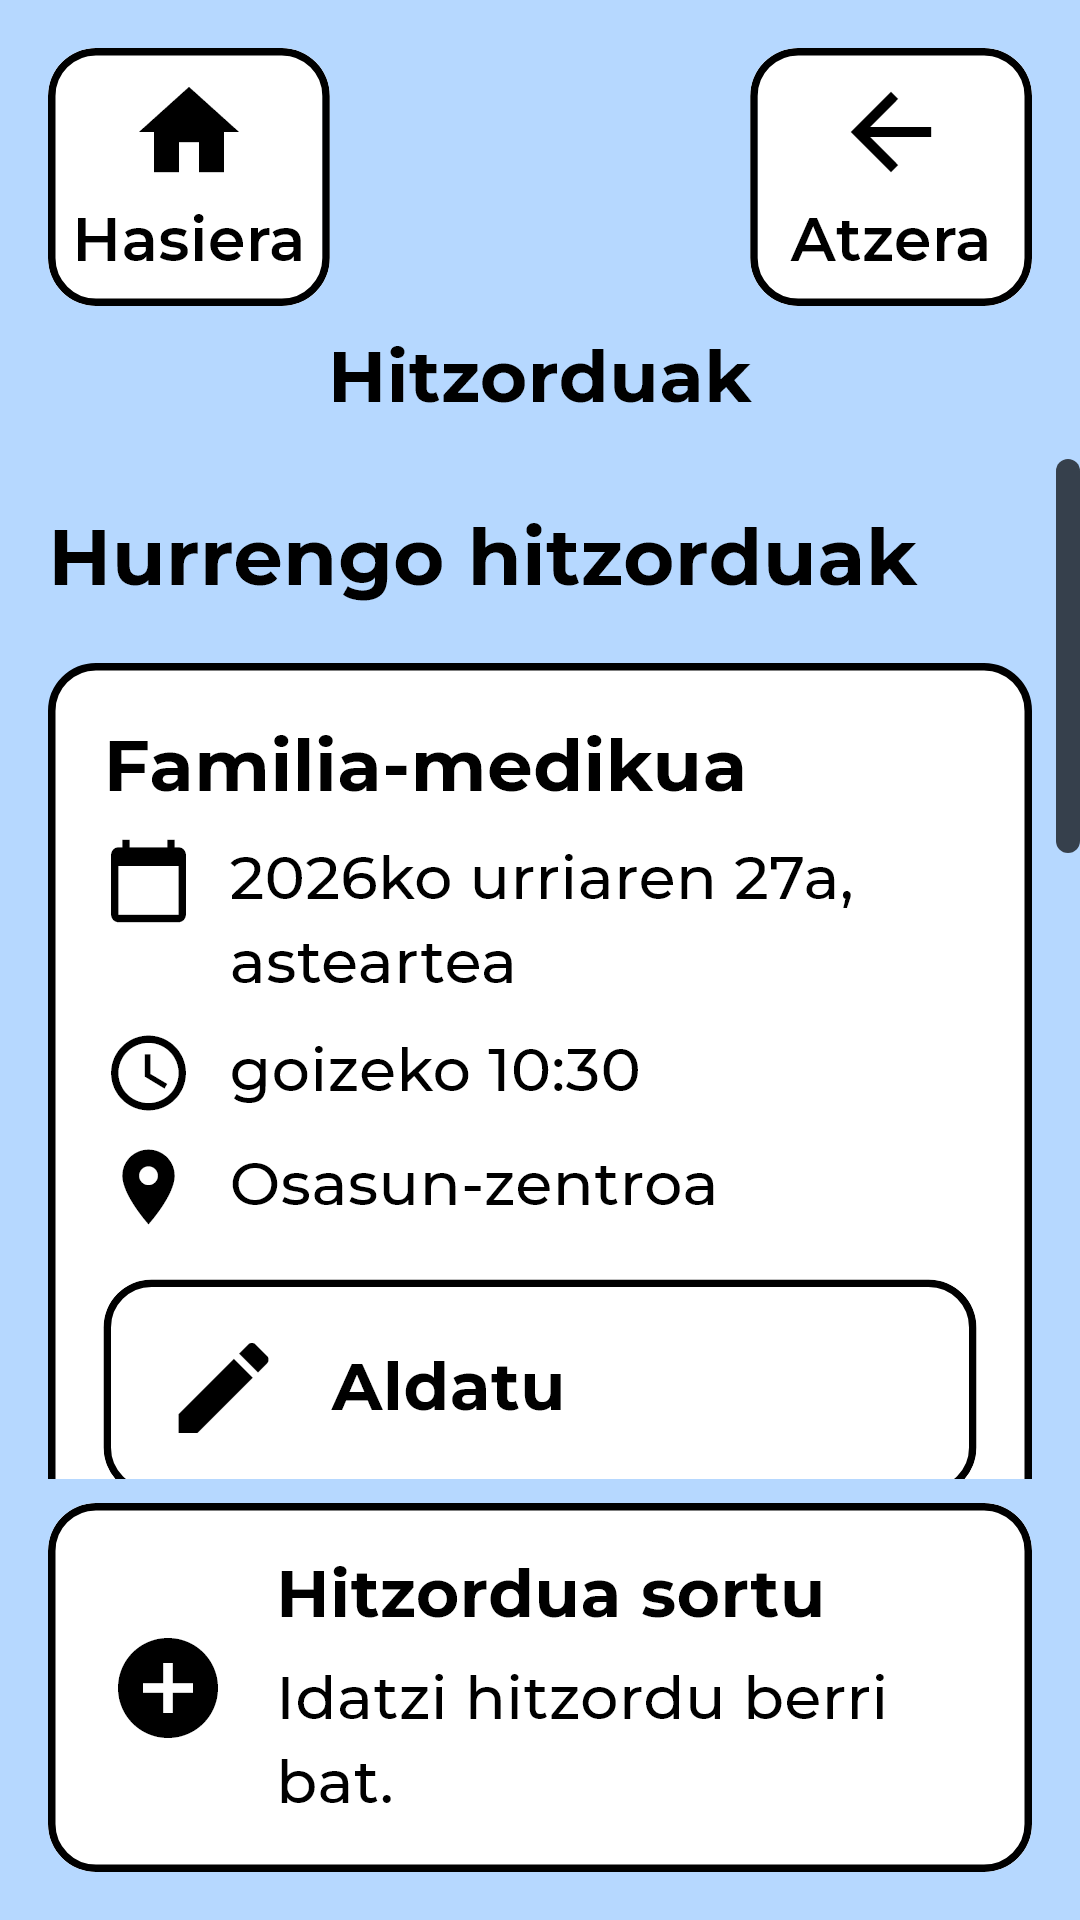 Hasiera
Atzera
Hitzorduak
Hurrengo hitzorduak
Familia-medikua
2026ko urriaren 27a,
asteartea
goizeko 10:30
Osasun-zentroa
Aldatu
Hitzordua sortu
Idatzi hitzordu berri
bat.